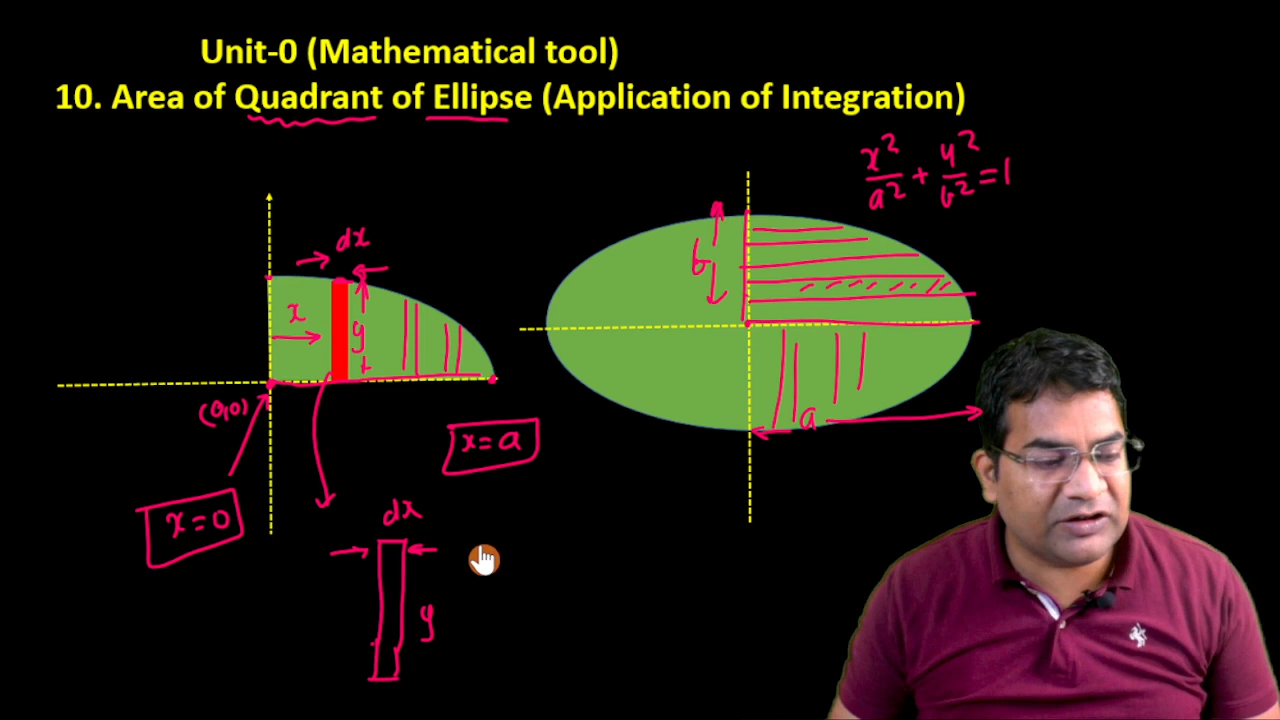 Unit-0 (Mathematical tool)
10. Area of Quadrant of Ellipse (Application of Integration)
x²/a² + y²/b² = 1
dx
b
x
y
(0,0)
a
x = a
x = 0
dx
y